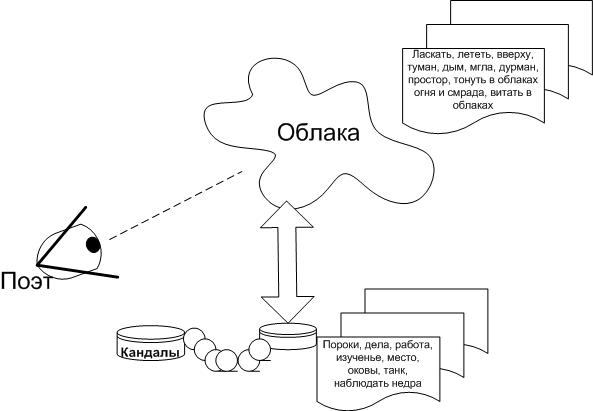 Ласкать, лететь, вверху,
туман, дым, мгла, дурман,
простор, тонуть в облаках
огня и смрада, витать в
облаках
Облака
Поэт
Кандалы
Пороки, дела, работа,
изученье, место,
оковы, танк,
наблюдать недра